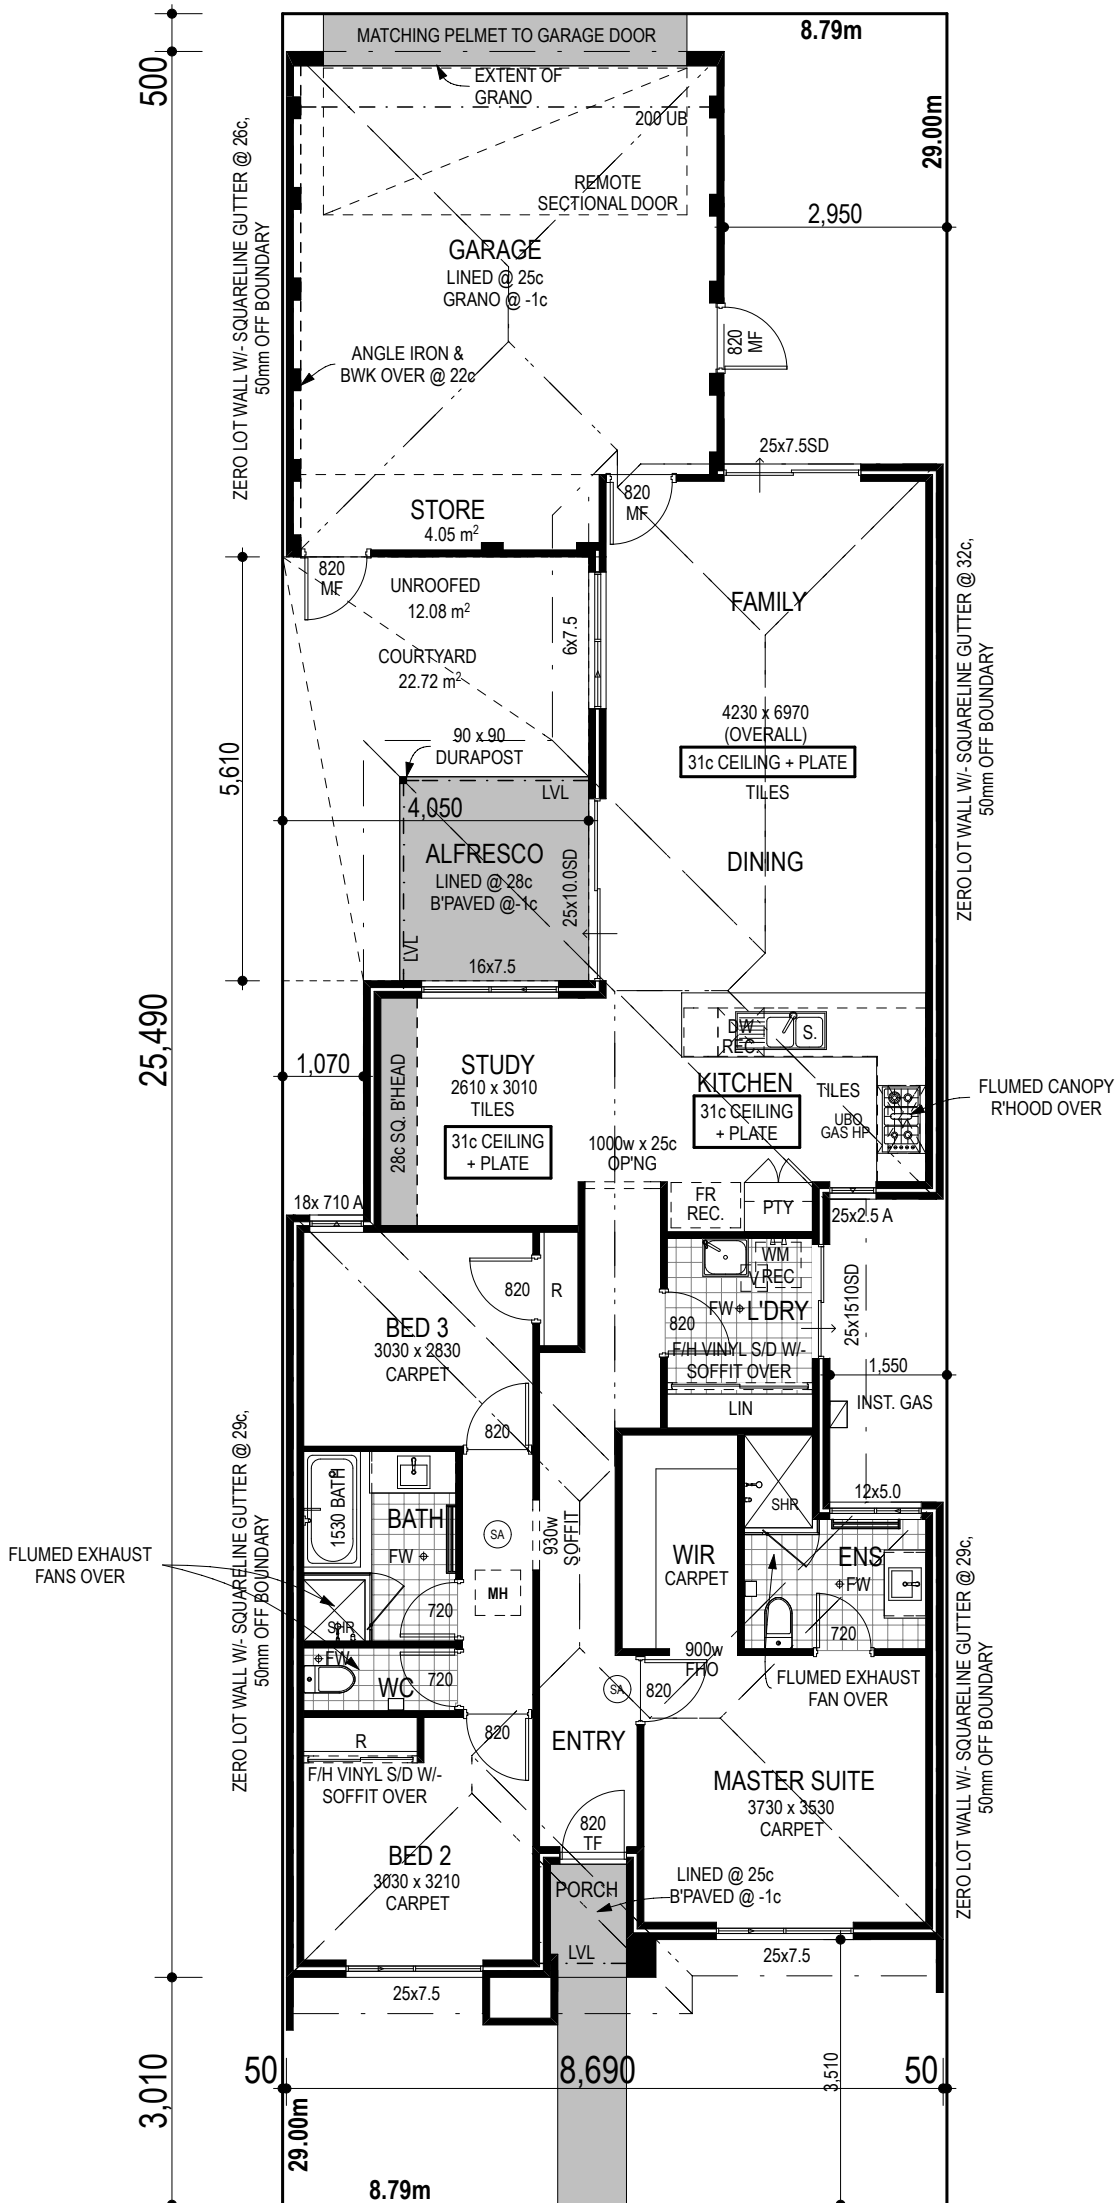 MATCHING PELMET TO GARAGE DOOR
8.79m
500
EXTENT OF
GRANO
200 UB
29.00m
ZERO LOT WALL W/- SQUARELINE GUTTER @ 26c,
50mm OFF BOUNDARY
REMOTE
SECTIONAL DOOR
2,950
GARAGE
LINED @ 25c
GRANO @ -1c
820
MF
ANGLE IRON &
BWK OVER @ 22c
25x7.5SD
820
MF
STORE
4.05 m²
820
MF
UNROOFED
12.08 m²
6x7.5
FAMILY
COURTYARD
22.72 m²
ZERO LOT WALL W/- SQUARELINE GUTTER @ 32c,
50mm OFF BOUNDARY
4230 x 6970
(OVERALL)
31c CEILING + PLATE
TILES
90 x 90
DURAPOST
5,610
LVL
4,050
ALFRESCO
LINED @ 28c
B'PAVED @-1c
25x10.0SD
DINING
LVL
16x7.5
25,490
DW
REC.
S.
1,070
28c SQ. B'HEAD
STUDY
2610 x 3010
TILES
31c CEILING
+ PLATE
KITCHEN
31c CEILING
+ PLATE
TILES
UBO
GAS HP
FLUMED CANOPY
R'HOOD OVER
1000w x 25c
OP'NG
18x 710 A
FR
REC.
PTY
25x2.5 A
WM
REC
V
820
R
FW
L'DRY
820
25x1510SD
BED 3
3030 x 2830
CARPET
F/H VINYL S/D W/-
SOFFIT OVER
1,550
LIN
INST. GAS
820
ZERO LOT WALL W/- SQUARELINE GUTTER @ 29c,
50mm OFF BOUNDARY
1530 BATH
BATH
FW
SA
930w
SOFFIT
SHR
12x5.0
FLUMED EXHAUST
FANS OVER
WIR
CARPET
ENS
FW
MH
720
SHR
720
ZERO LOT WALL W/- SQUARELINE GUTTER @ 29c,
50mm OFF BOUNDARY
FW
WC
720
900w
FHO
SA
820
FLUMED EXHAUST
FAN OVER
820
R
ENTRY
F/H VINYL S/D W/-
SOFFIT OVER
MASTER SUITE
3730 x 3530
CARPET
820
TF
BED 2
3030 x 3210
CARPET
PORCH
LINED @ 25c
B'PAVED @ -1c
LVL
25x7.5
25x7.5
3,010
50
8,690
3,510
50
29.00m
8.79m